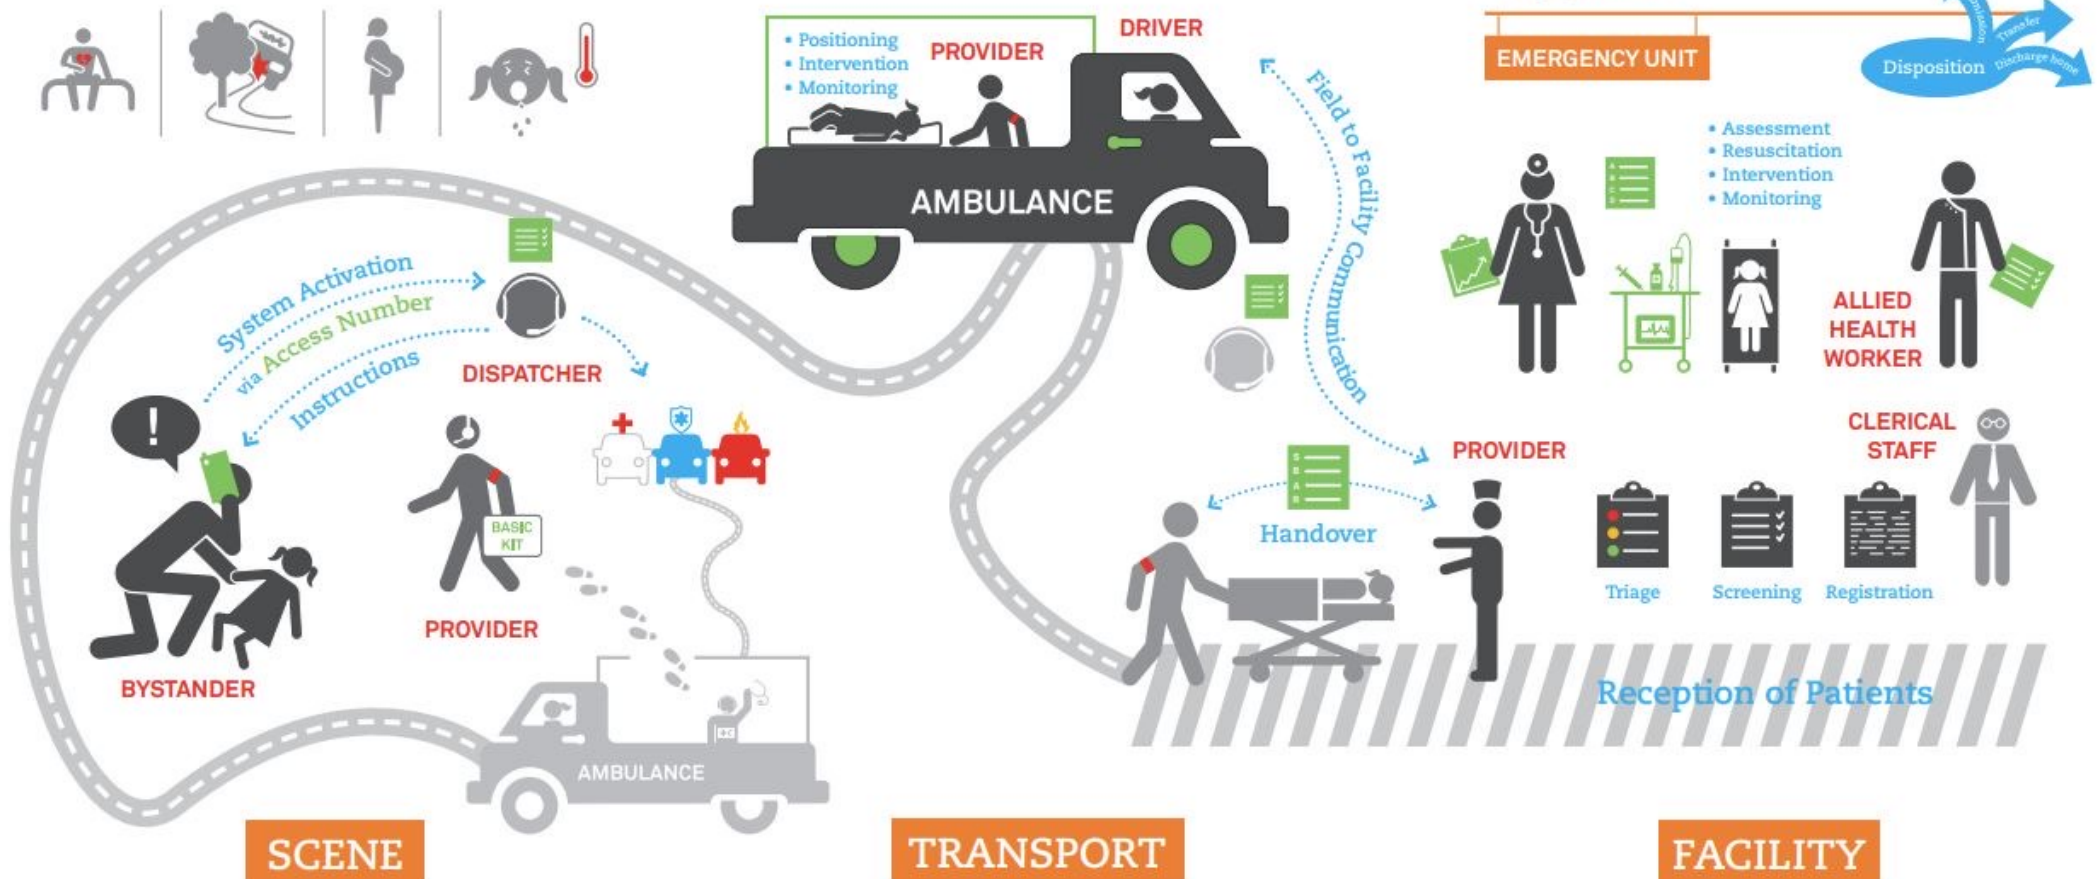 • Positioning
• Intervention
• Monitoring
PROVIDER
DRIVER
AMBULANCE
System Activation
via Access Number
Instructions
DISPATCHER
!
BASIC
KIT
PROVIDER
BYSTANDER
AMBULANCE
SCENE
Field to Facility Communication
S
B
A
R
Handover
PROVIDER
TRANSPORT
EMERGENCY UNIT
Disposition
Transfer
Discharge home
• Assessment
• Resuscitation
• Intervention
• Monitoring
ALLIED
HEALTH
WORKER
CLERICAL
STAFF
Triage
Screening
Registration
Reception of Patients
FACILITY